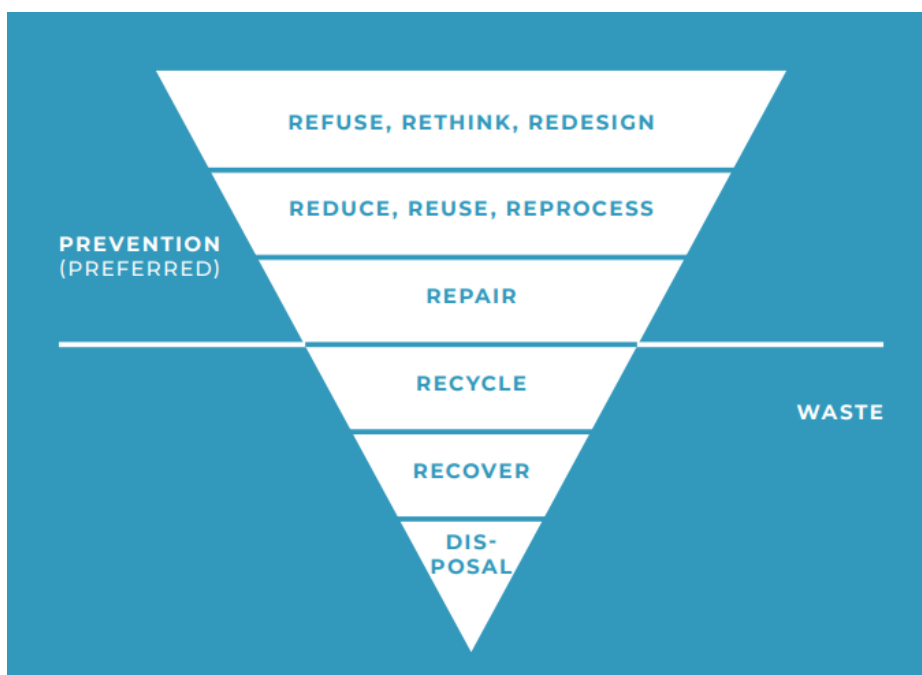 REFUSE, RETHINK, REDESIGN
REDUCE, REUSE, REPROCESS
PREVENTION
(PREFERRED)
REPAIR
RECYCLE
WASTE
RECOVER
DIS-
POSAL